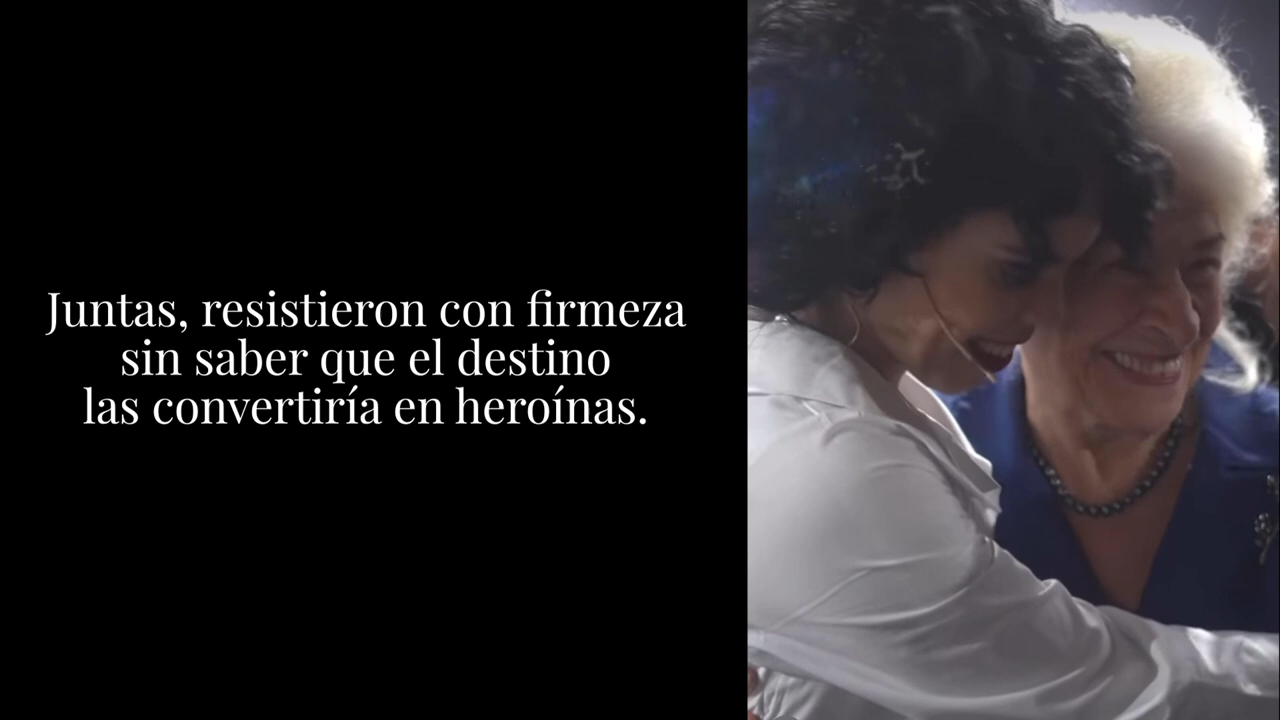 Juntas, resistieron con firmeza
sin saber que el destino
las convertiría en heroínas.